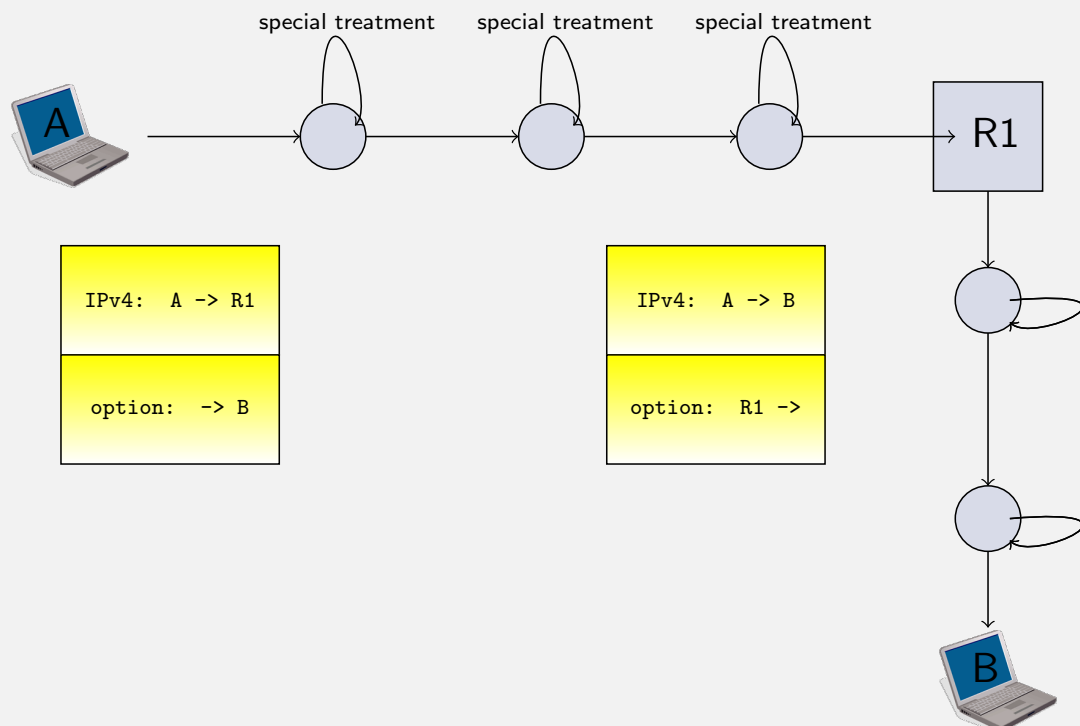 special treatment special treatment special treatment
A
R1
IPv4: A -> R1
IPv4: A -> B
option: -> B
option: R1 ->
B